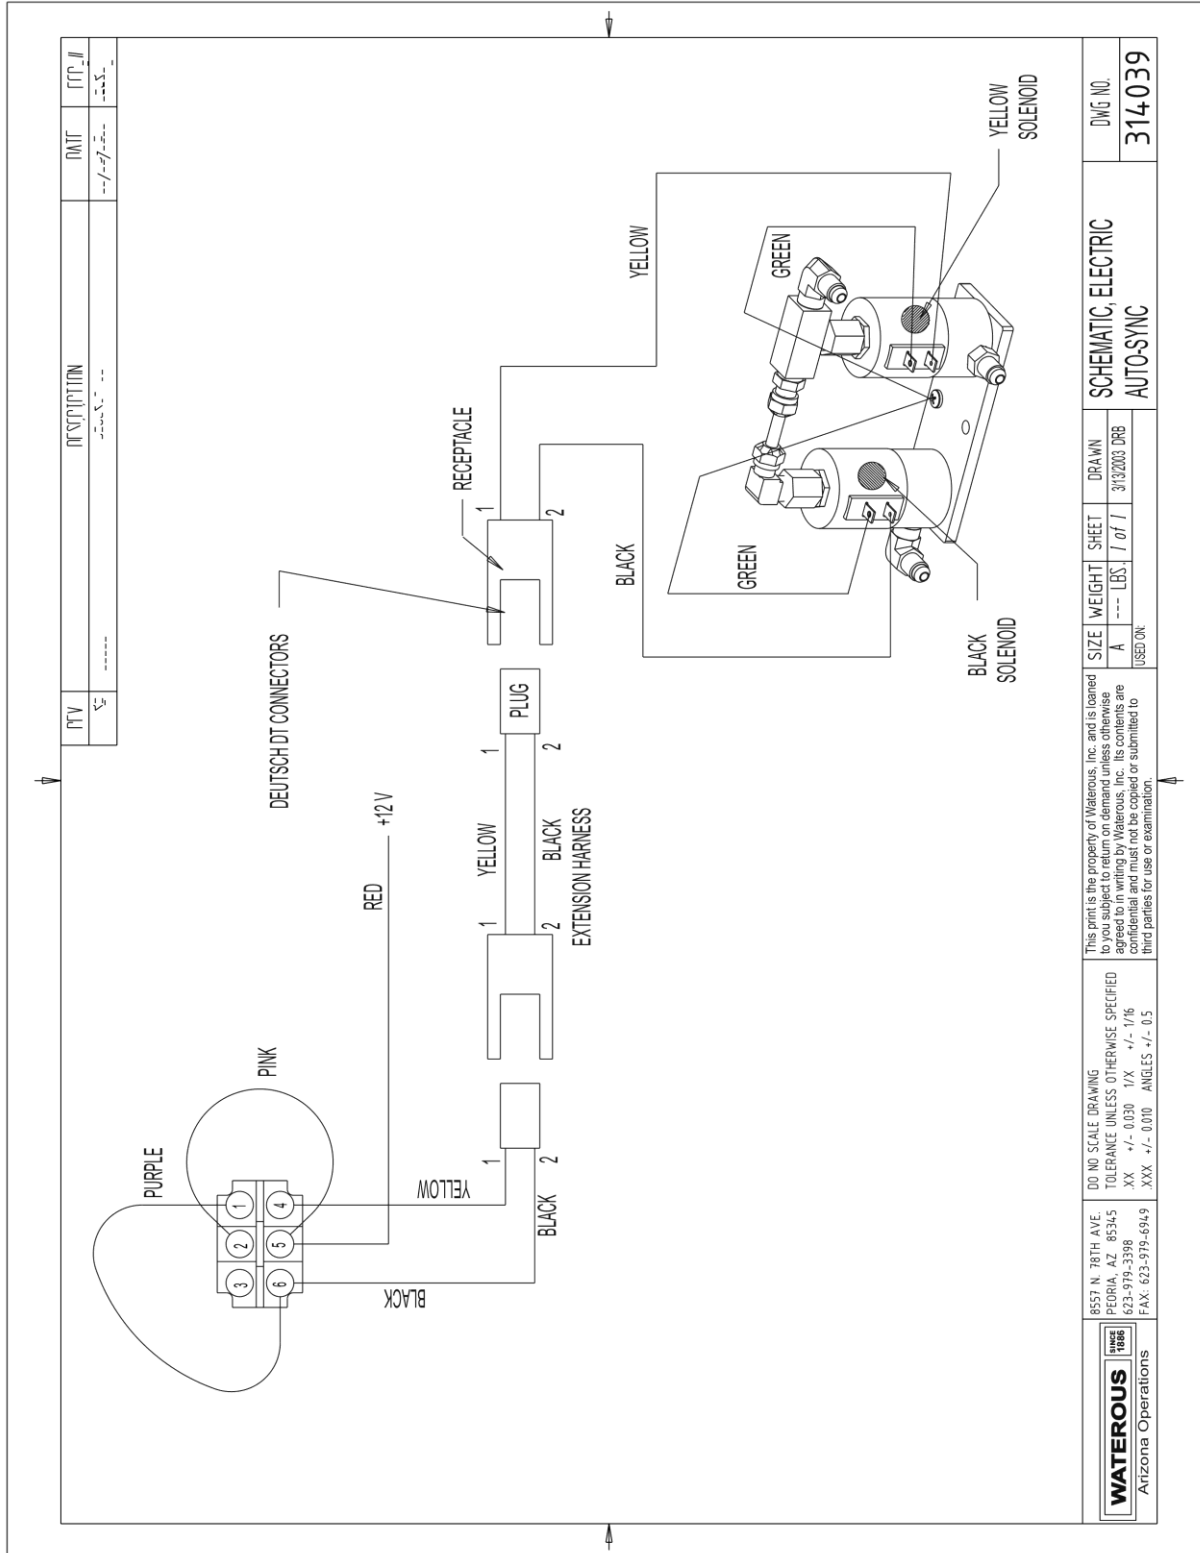 PURPLE
PINK
1
2
3
4
5
6
BLACK
YELLOW
RED
+12 V
1
2
BLACK
1
2
YELLOW
BLACK
EXTENSION HARNESS
1
2
PLUG
DEUTSCH DT CONNECTORS
RECEPTACLE
1
2
YELLOW
BLACK
GREEN
GREEN
BLACK
SOLENOID
YELLOW
SOLENOID
WATEROUS
SINCE
1886
Arizona Operations
8557 N. 78TH AVE.
PEORIA, AZ 85345
623-979-3398
FAX: 623-979-6949
DO NO SCALE DRAWING
TOLERANCE UNLESS OTHERWISE SPECIFIED
.XX +/- 0.030 1/X +/- 1/16
.XXX +/- 0.010 ANGLES +/- 0.5
This print is the property of Waterous, Inc. and is loaned
to you subject to return on demand unless otherwise
agreed to in writing by Waterous, Inc. Its contents are
confidential and must not be copied or submitted to
third parties for use or examination.
SIZE
A
WEIGHT
--- LBS.
SHEET
1 of 1
DRAWN
3/13/2003 DRB
USED ON:
SCHEMATIC, ELECTRIC
AUTO-SYNC
DWG NO.
314039